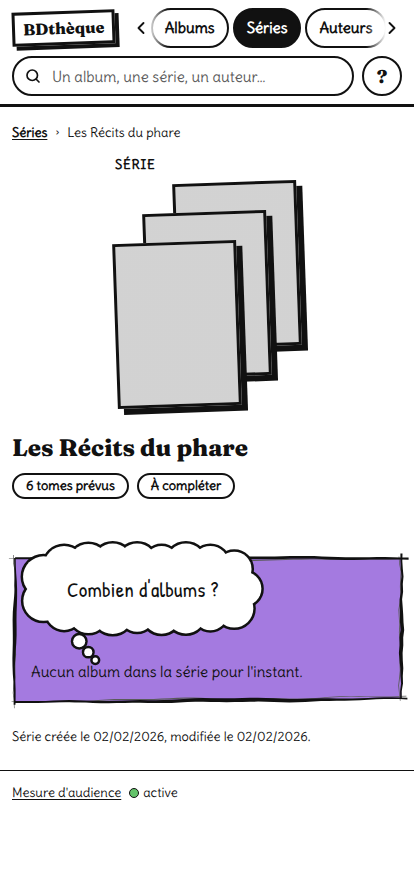 BDthèque
Albums
Séries
Auteurs
Un album, une série, un auteur...
?
Séries › Les Récits du phare
SÉRIE
Les Récits du phare
6 tomes prévus
À compléter
Combien d'albums ?
Aucun album dans la série pour l'instant.
Série créée le 02/02/2026, modifiée le 02/02/2026.
Mesure d'audience
active